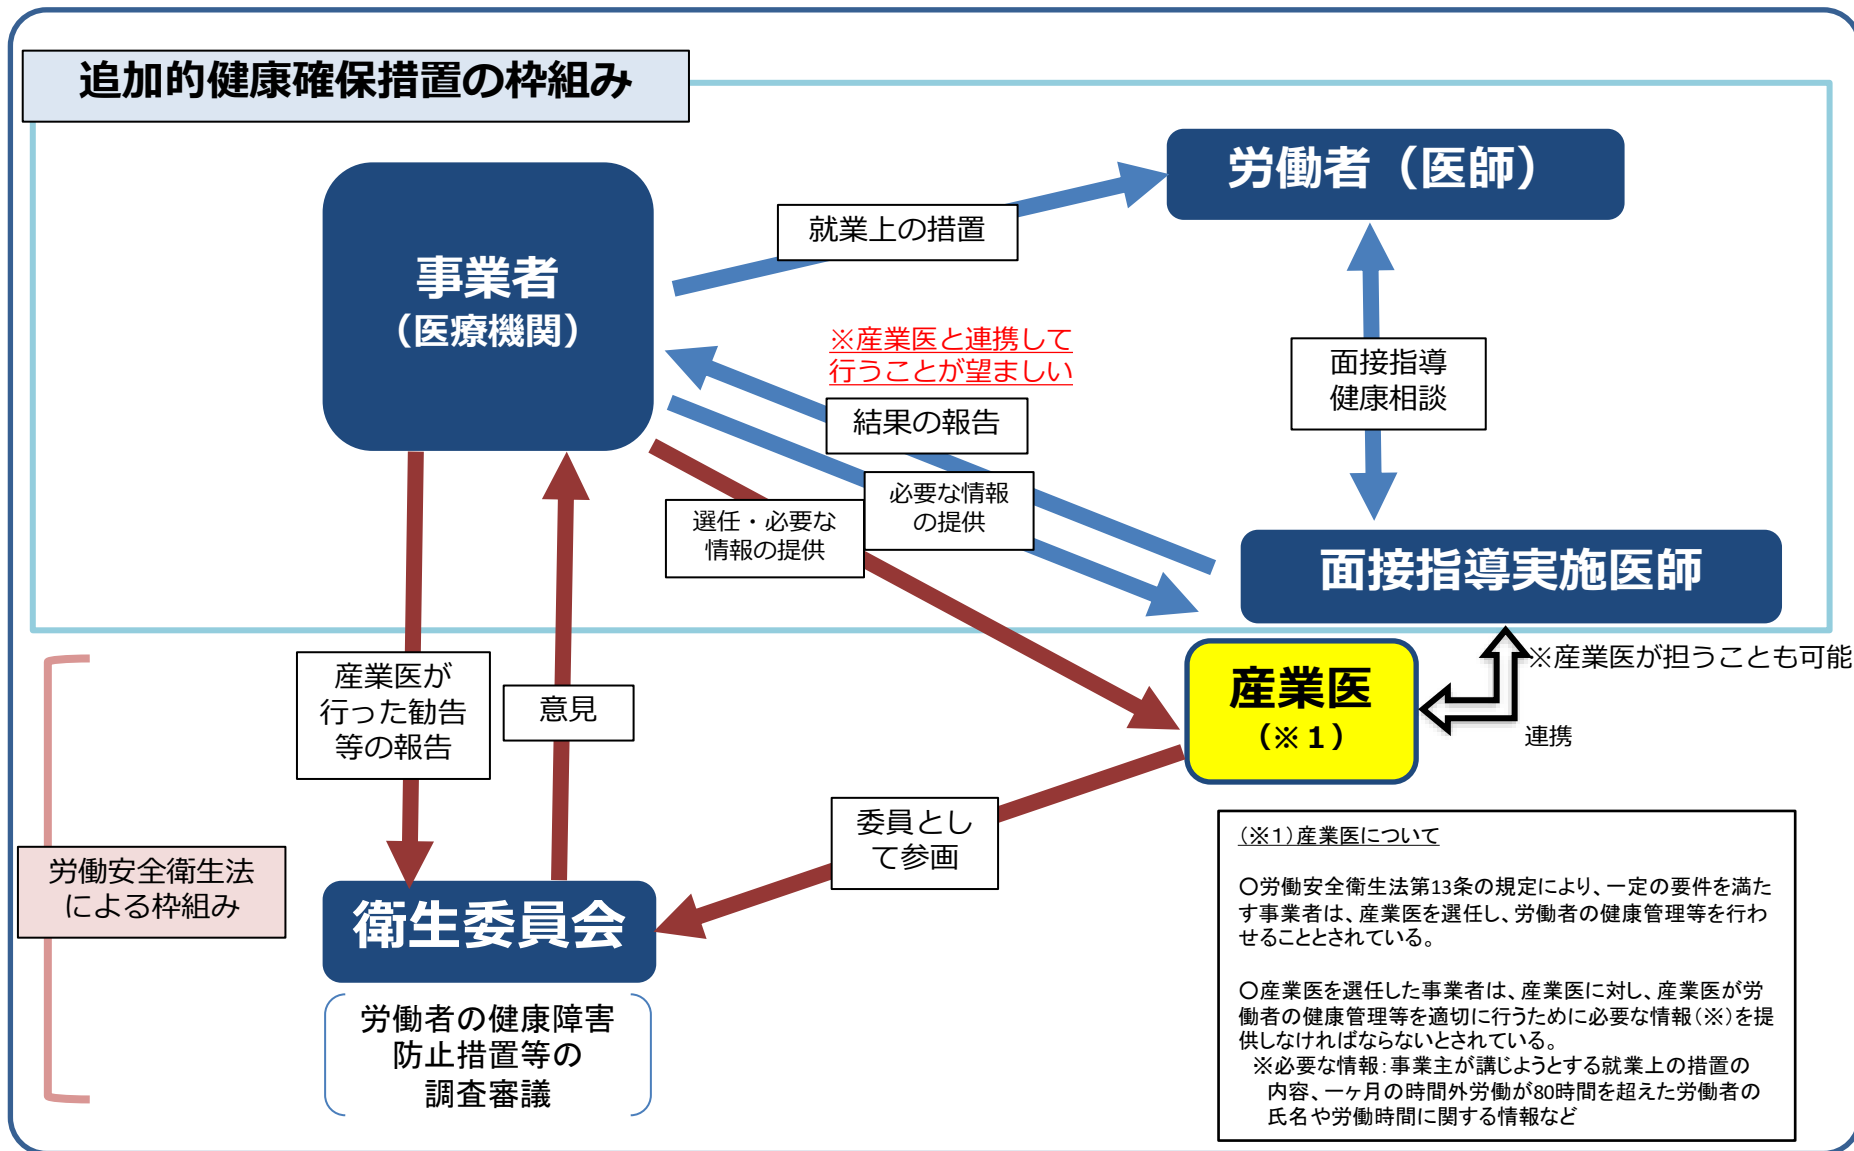 追加的健康確保措置の枠組み
労働者（医師）
事業者
（医療機関）
就業上の措置
※産業医と連携して
行うことが望ましい
結果の報告
面接指導
健康相談
必要な情報
の提供
選任・必要な
情報の提供
面接指導実施医師
※産業医が担うことも可能
産業医
（※１）
連携
産業医が
行った勧告
等の報告
意見
委員とし
て参画
労働安全衛生法
による枠組み
衛生委員会
労働者の健康障害
防止措置等の
調査審議
（※１）産業医について
○労働安全衛生法第13条の規定により、一定の要件を満た
す事業者は、産業医を選任し、労働者の健康管理等を行わ
せることとされている。
○産業医を選任した事業者は、産業医に対し、産業医が労
働者の健康管理等を適切に行うために必要な情報（※）を提
供しなければならないとされている。
※必要な情報：事業主が講じようとする就業上の措置の
内容、一ヶ月の時間外労働が80時間を超えた労働者の
氏名や労働時間に関する情報など